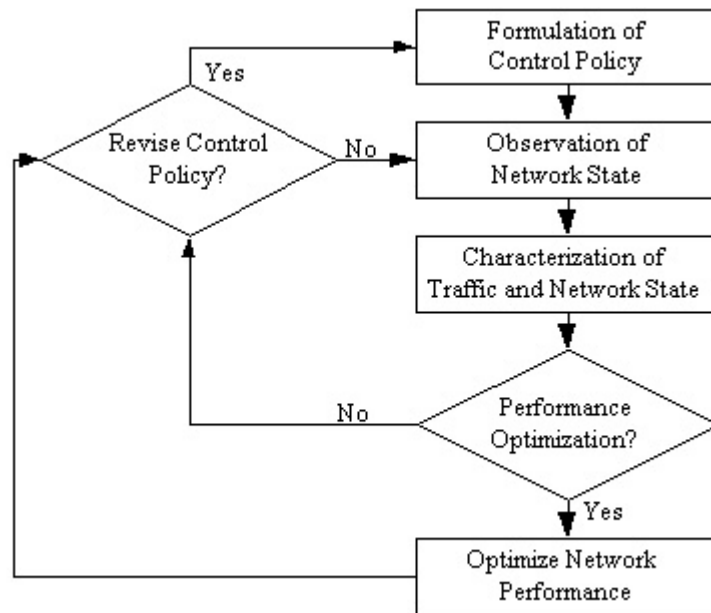 Formulation of
Control Policy
Yes
Revise Control
Policy?
No
Observation of
Network State
Characterization of
Traffic and Network State
No
Performance
Optimization?
Yes
Optimize Network
Performance